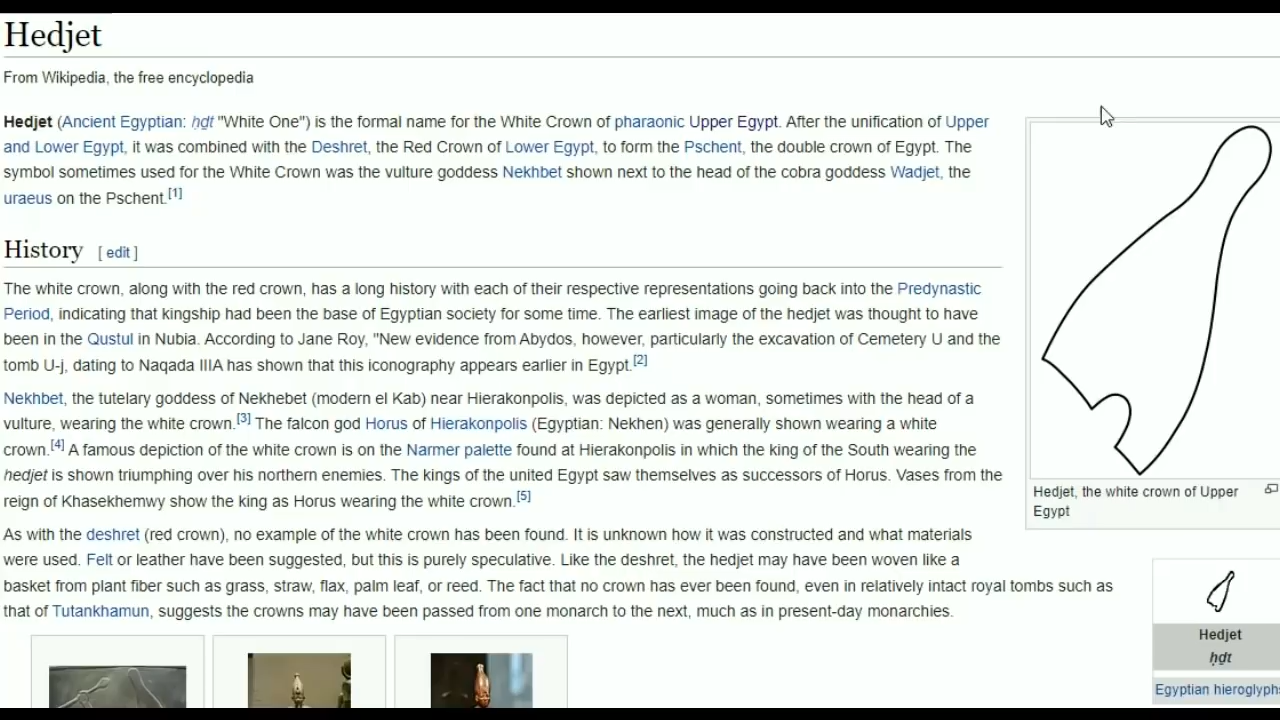 Hedjet
From Wikipedia, the free encyclopedia
Hedjet (Ancient Egyptian: ḥḏt "White One") is the formal name for the White Crown of pharaonic Upper Egypt. After the unification of Upper
and Lower Egypt, it was combined with the Deshret, the Red Crown of Lower Egypt, to form the Pschent, the double crown of Egypt. The
symbol sometimes used for the White Crown was the vulture goddess Nekhbet shown next to the head of the cobra goddess Wadjet, the
uraeus on the Pschent.[1]
History [ edit ]
The white crown, along with the red crown, has a long history with each of their respective representations going back into the Predynastic
Period, indicating that kingship had been the base of Egyptian society for some time. The earliest image of the hedjet was thought to have
been in the Qustul in Nubia. According to Jane Roy, "New evidence from Abydos, however, particularly the excavation of Cemetery U and the
tomb U-j, dating to Naqada IIIA has shown that this iconography appears earlier in Egypt.[2]
Nekhbet, the tutelary goddess of Nekhebet (modern el Kab) near Hierakonpolis, was depicted as a woman, sometimes with the head of a
vulture, wearing the white crown.[3] The falcon god Horus of Hierakonpolis (Egyptian: Nekhen) was generally shown wearing a white
crown.[4] A famous depiction of the white crown is on the Narmer palette found at Hierakonpolis in which the king of the South wearing the
hedjet is shown triumphing over his northern enemies. The kings of the united Egypt saw themselves as successors of Horus. Vases from the
reign of Khasekhemwy show the king as Horus wearing the white crown.[5]
As with the deshret (red crown), no example of the white crown has been found. It is unknown how it was constructed and what materials
were used. Felt or leather have been suggested, but this is purely speculative. Like the deshret, the hedjet may have been woven like a
basket from plant fiber such as grass, straw, flax, palm leaf, or reed. The fact that no crown has ever been found, even in relatively intact royal tombs such as
that of Tutankhamun, suggests the crowns may have been passed from one monarch to the next, much as in present-day monarchies.
Hedjet, the white crown of Upper
Egypt
Hedjet
ḥḏt
Egyptian hieroglyphs